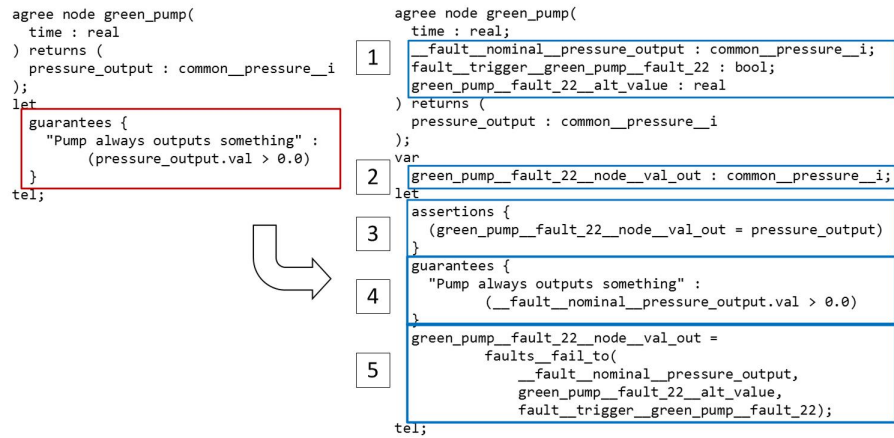 agree node green_pump(
time : real
) returns (
pressure_output : common__pressure__i
);
let
guarantees {
"Pump always outputs something" :
(pressure_output.val > 0.0)
}
tel;
agree node green_pump(
time : real;
1
__fault__nominal__pressure_output : common__pressure__i;
fault__trigger__green_pump__fault_22 : bool;
green_pump__fault_22__alt_value : real
) returns (
pressure_output : common__pressure__i
);
var
2
green_pump__fault_22__node__val_out : common__pressure__i;
let
3
assertions {
(green_pump__fault_22__node__val_out = pressure_output)
}
4
guarantees {
"Pump always outputs something" :
(__fault__nominal__pressure_output.val > 0.0)
}
5
green_pump__fault_22__node__val_out =
faults__fail_to(
__fault__nominal__pressure_output,
green_pump__fault_22__alt_value,
fault__trigger__green_pump__fault_22);
tel;